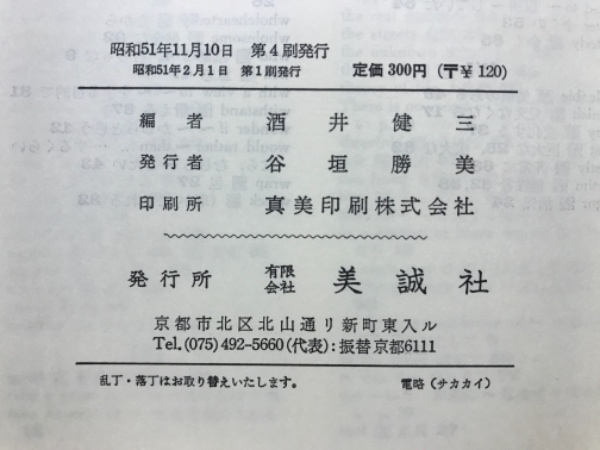 昭和51年11月10日 第4刷発行
昭和51年2月1日 第1刷発行 定価 300円 (〒¥120)
編者 酒井健三
発行者 谷垣勝美
印刷所 真美印刷株式会社
発行所 有限会社 美誠社
京都市北区北山通リ新町東入ル
Tel. (075) 492-5660 (代表): 振替京都6111
乱丁・落丁はお取り替えいたします。 電略 (サカカイ)